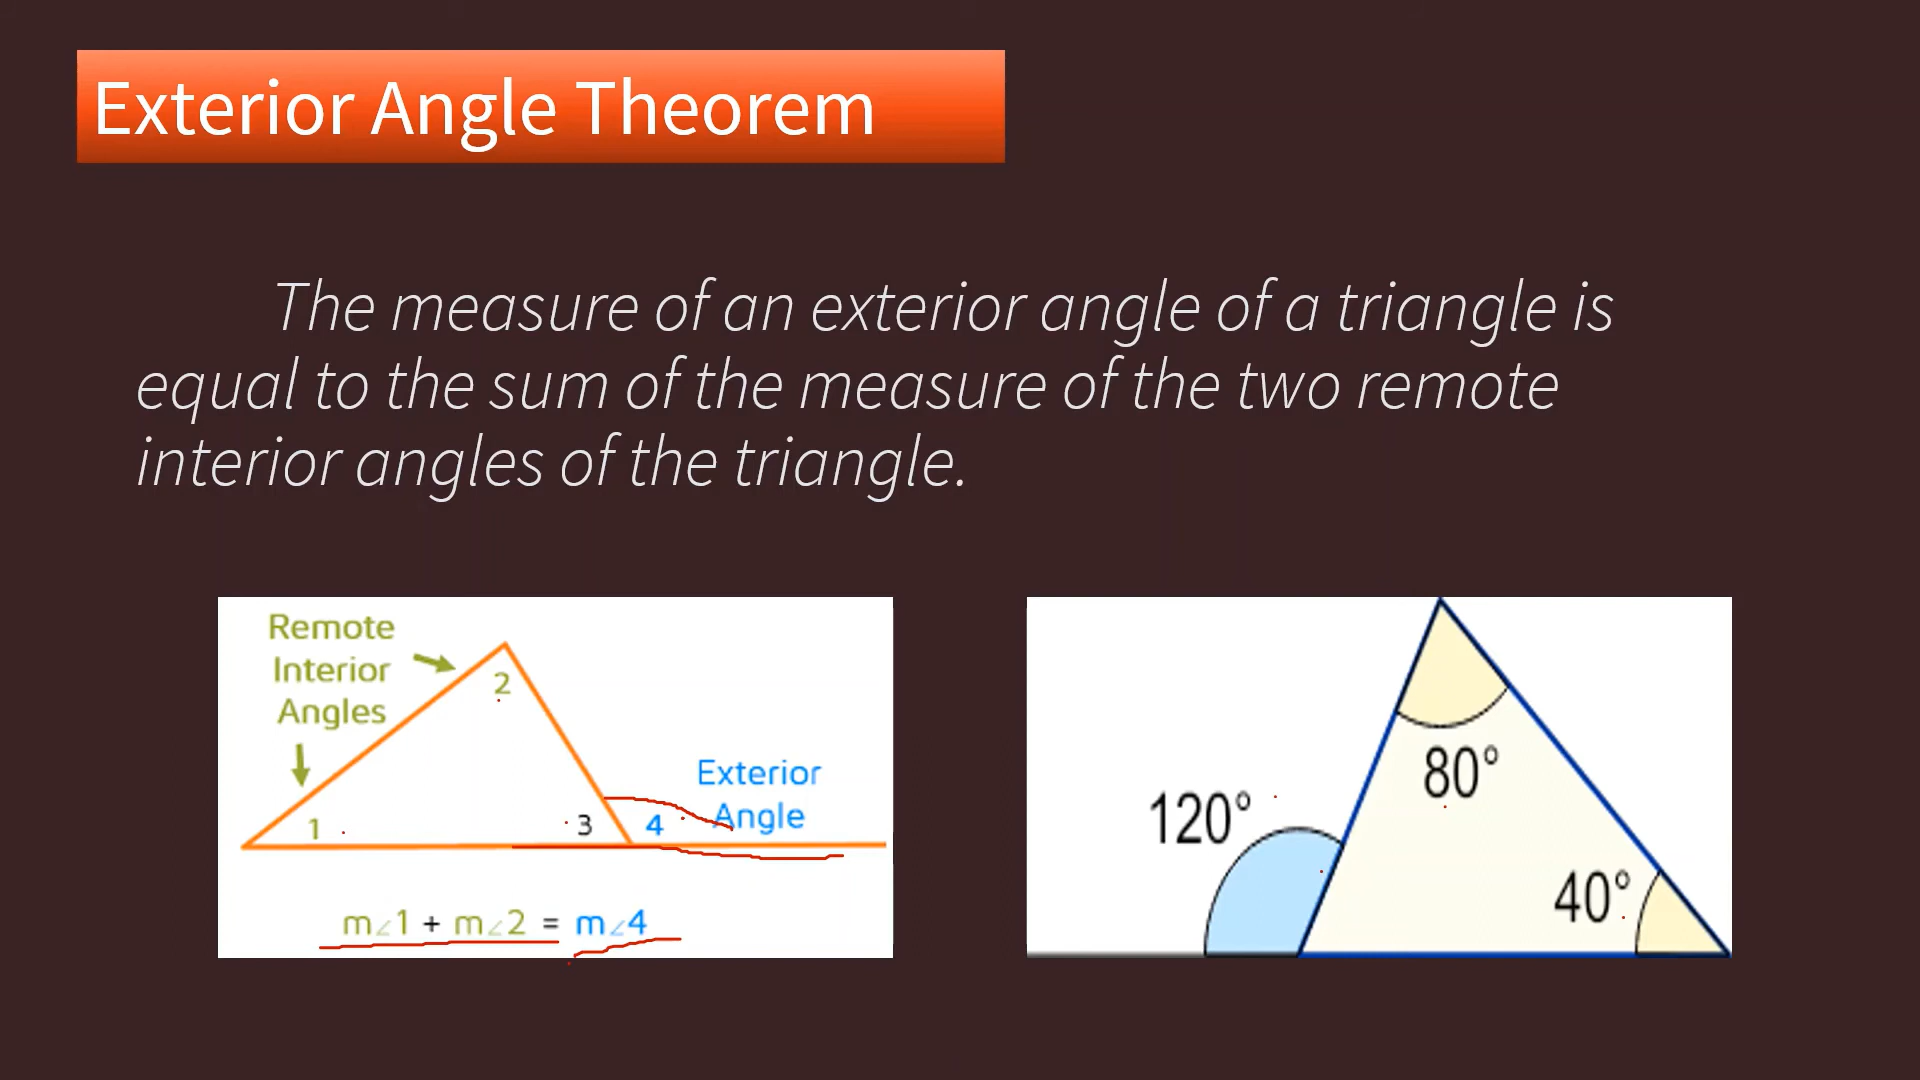 Exterior Angle Theorem
The measure of an exterior angle of a triangle is
equal to the sum of the measure of the two remote
interior angles of the triangle.
Remote
Interior
Angles
2
1
3
4
Exterior
Angle
m∠1 + m∠2 = m∠4
80°
120°
40°